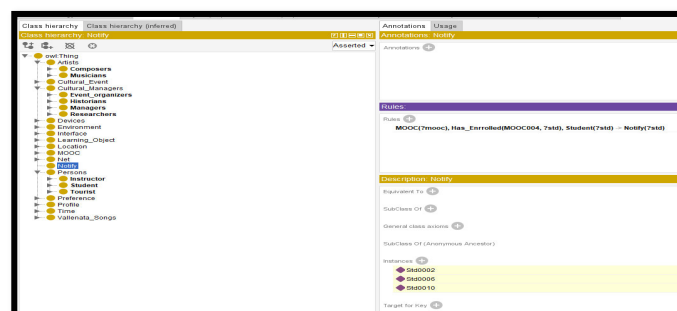 Class hierarchy Class hierarchy (inferred)
Class hierarchy: Notify
Asserted
owl:Thing
Artists
Composers
Musicians
Cultural_Event
Cultural_Managers
Event_organizers
Historians
Managers
Researchers
Devices
Environment
Interface
Learning_Object
Location
MOOC
Net
Notify
Persons
Instructor
Student
Tourist
Preference
Profile
Time
Vallenata_Songs
Annotations Usage
Annotations: Notify
Annotations
Rules:
Rules
MOOC(?mooc), Has_Enrrolled(MOOC004, ?std), Student(?std) -> Notify(?std)
Description: Notify
Equivalent To
SubClass Of
General class axioms
SubClass Of (Anonymous Ancestor)
Instances
Std0002
Std0006
Std0010
Target for Key